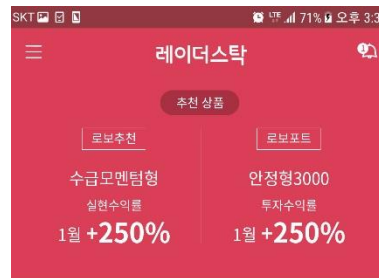 SKT LTE 71% 오후 3:3
레이더스탁
추천 상품
로보추천 로보포트
수급모멘텀형 안정형3000
실현수익률 투자수익률
1월 +250% 1월 +250%